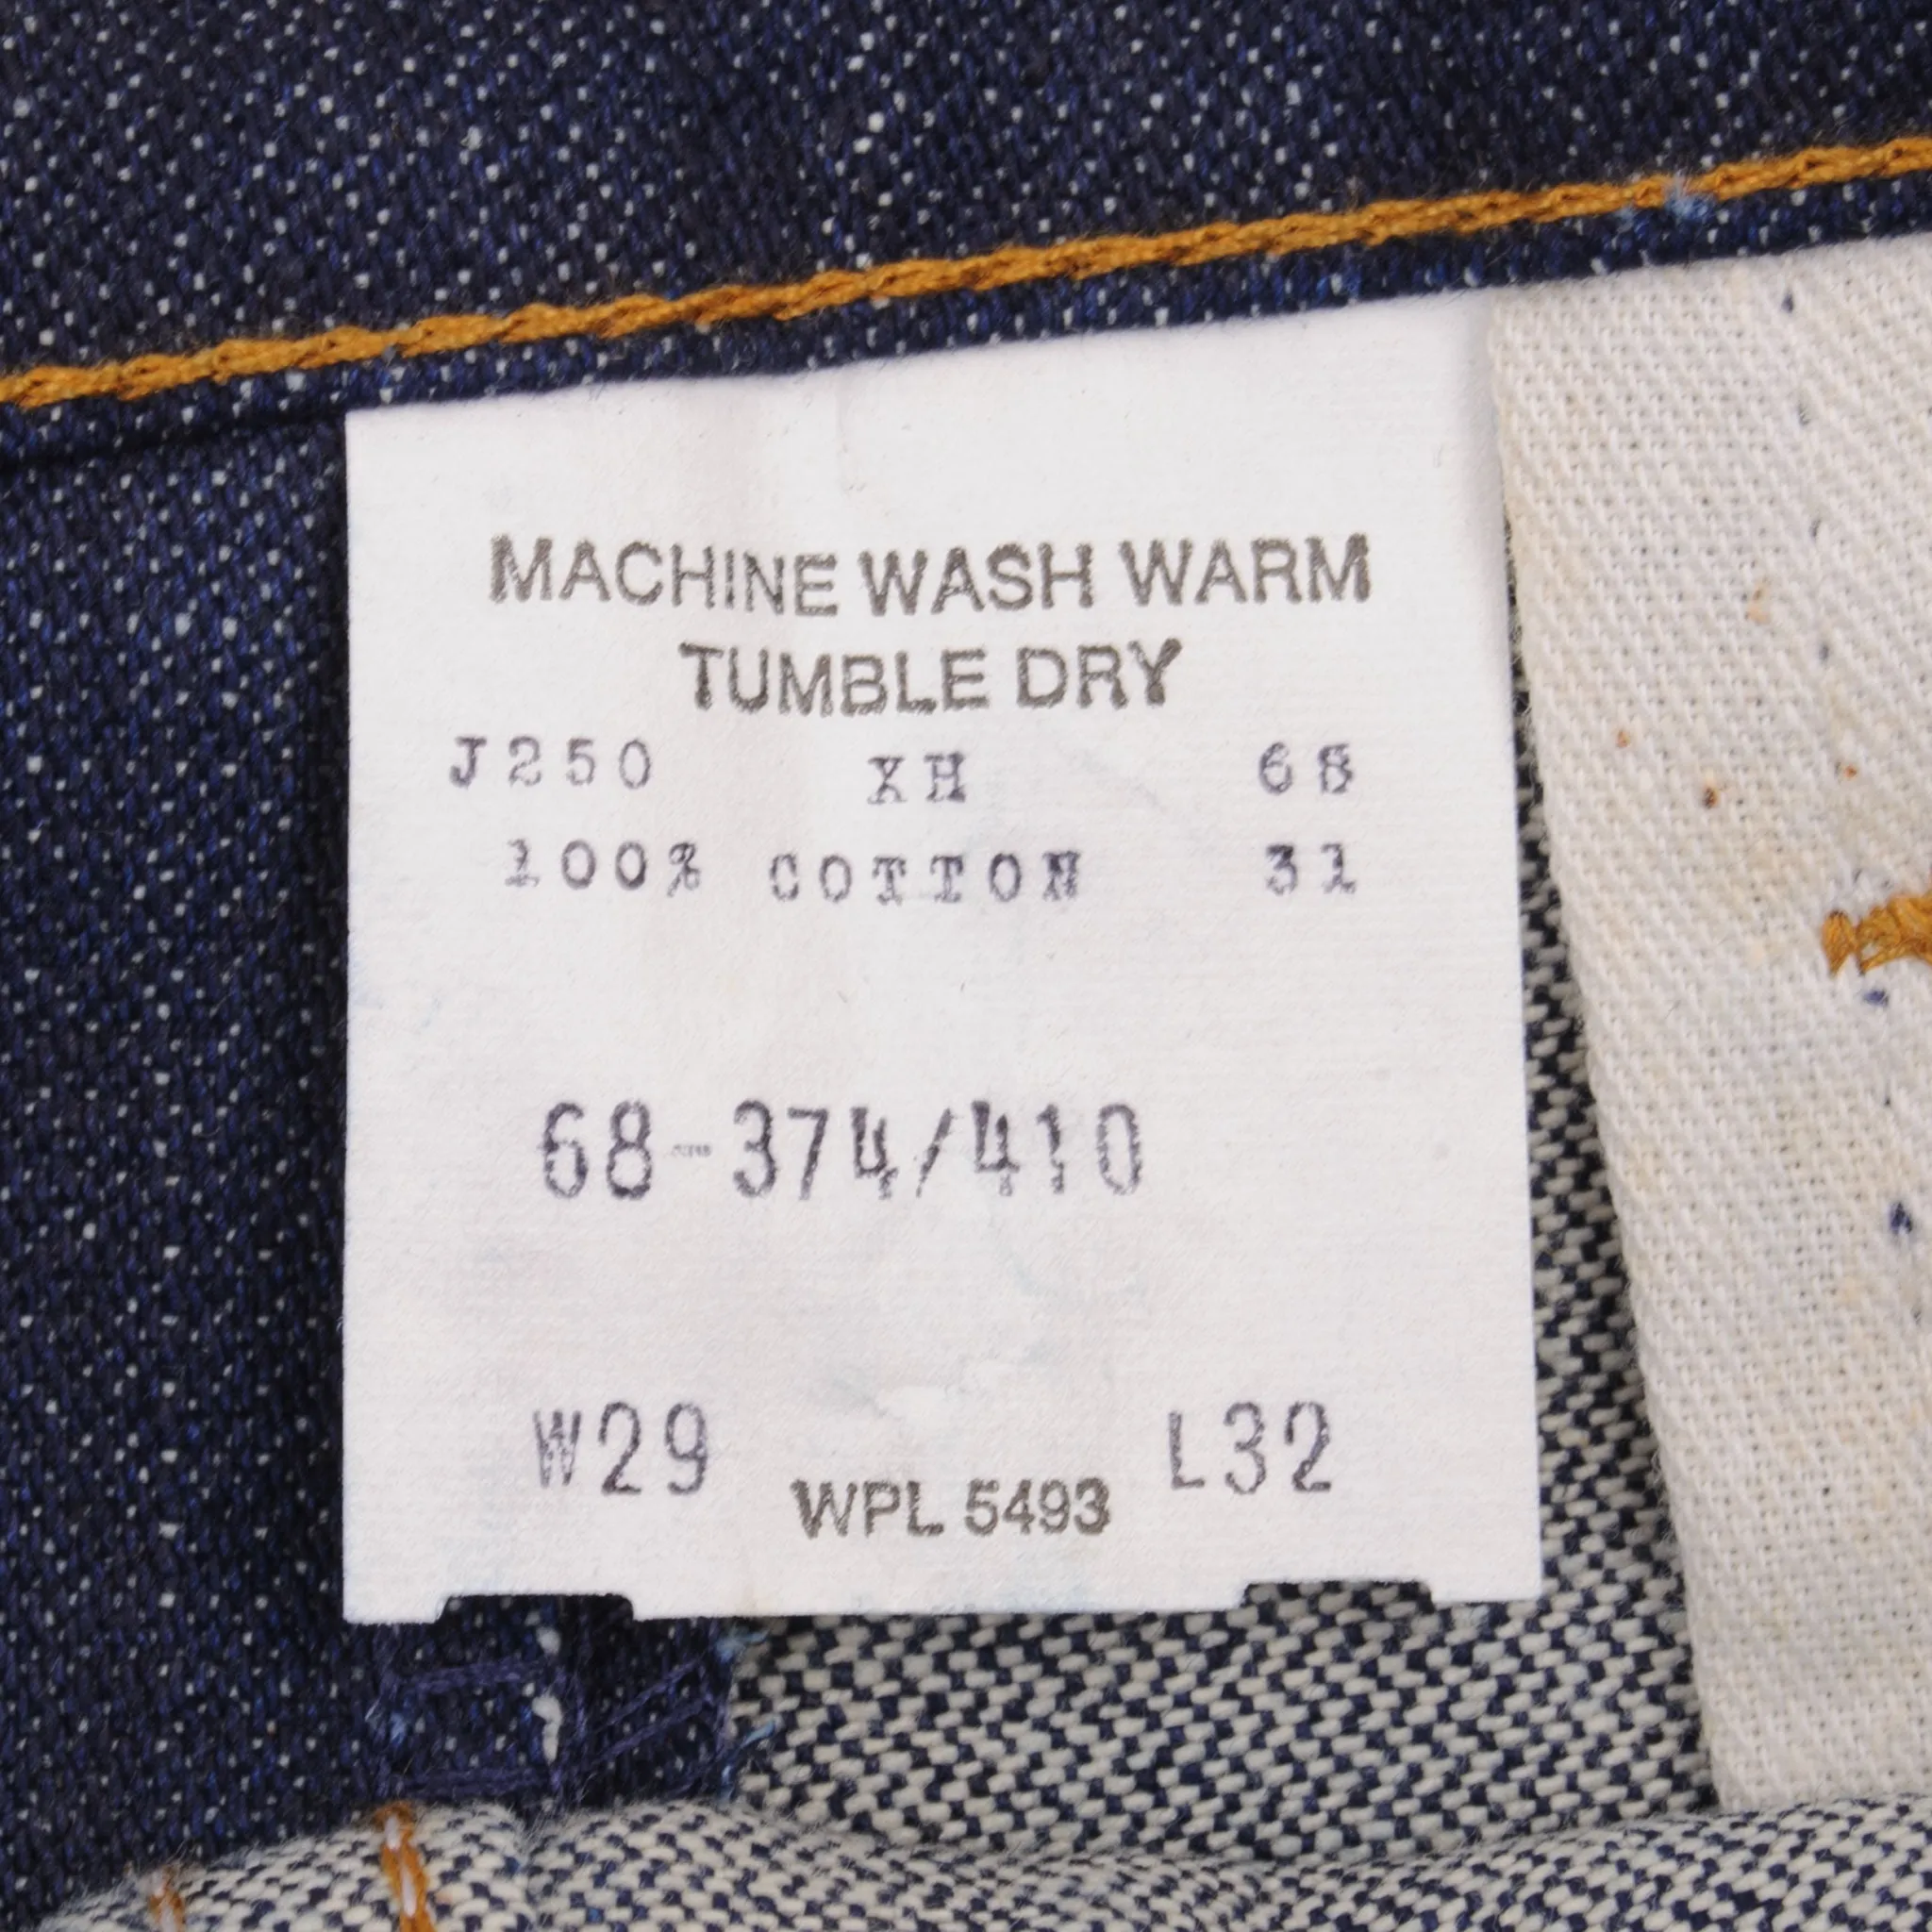 MACHINE WASH WARM
TUMBLE DRY
J250 XH 68
100% COTTON 31
68-374/410
W29 L32
WPL 5493